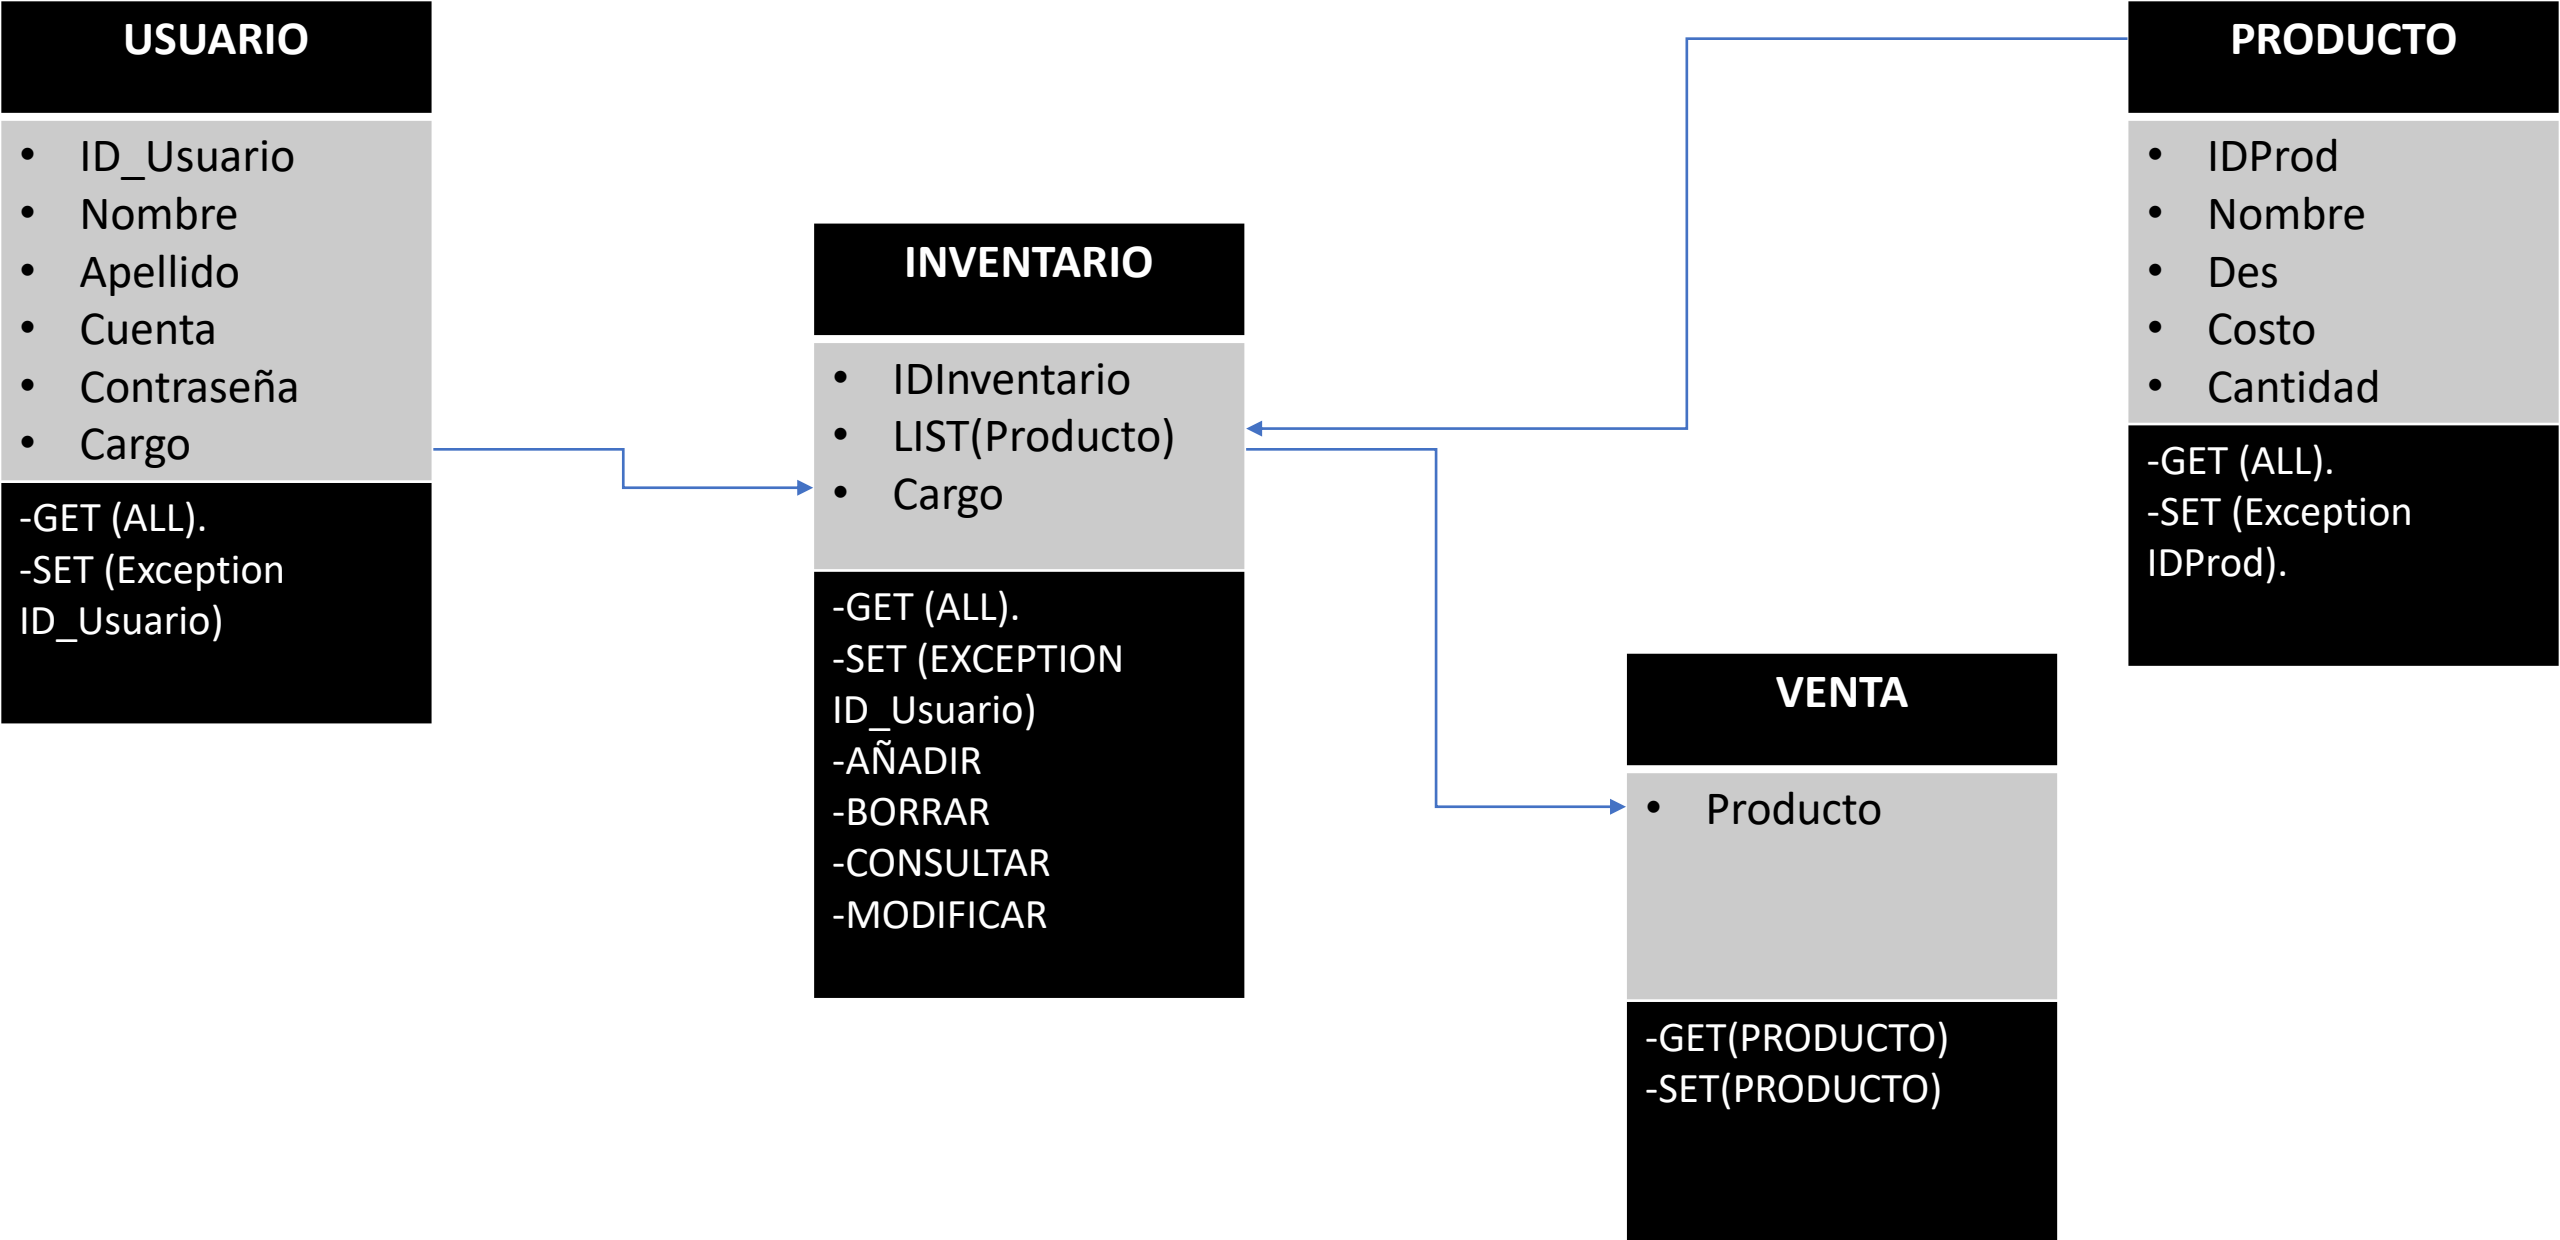 USUARIO
• ID_Usuario
• Nombre
• Apellido
• Cuenta
• Contraseña
• Cargo
-GET (ALL).
-SET (Exception
ID_Usuario)
INVENTARIO
• IDInventario
• LIST(Producto)
• Cargo
-GET (ALL).
-SET (EXCEPTION
ID_Usuario)
-AÑADIR
-BORRAR
-CONSULTAR
-MODIFICAR
VENTA
• Producto
-GET(PRODUCTO)
-SET(PRODUCTO)
PRODUCTO
• IDProd
• Nombre
• Des
• Costo
• Cantidad
-GET (ALL).
-SET (Exception
IDProd).